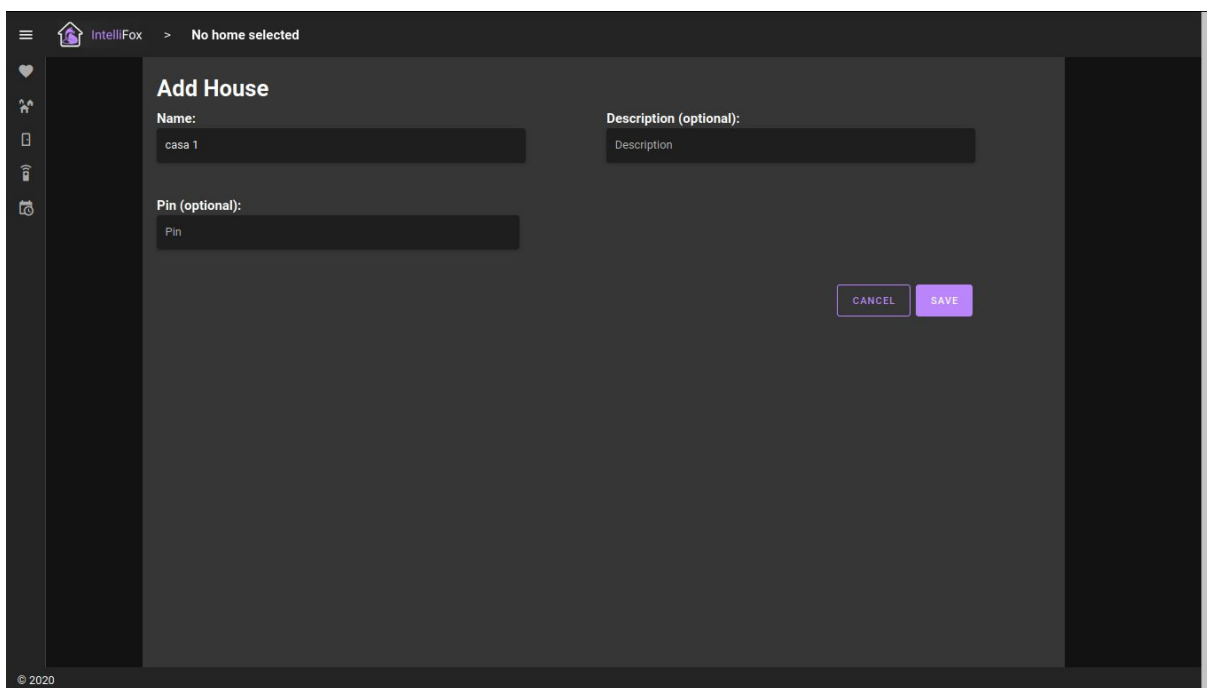 IntelliFox > No home selected
Add House
Name:
Description (optional):
casa 1
Description
Pin (optional):
Pin
CANCEL
SAVE
© 2020